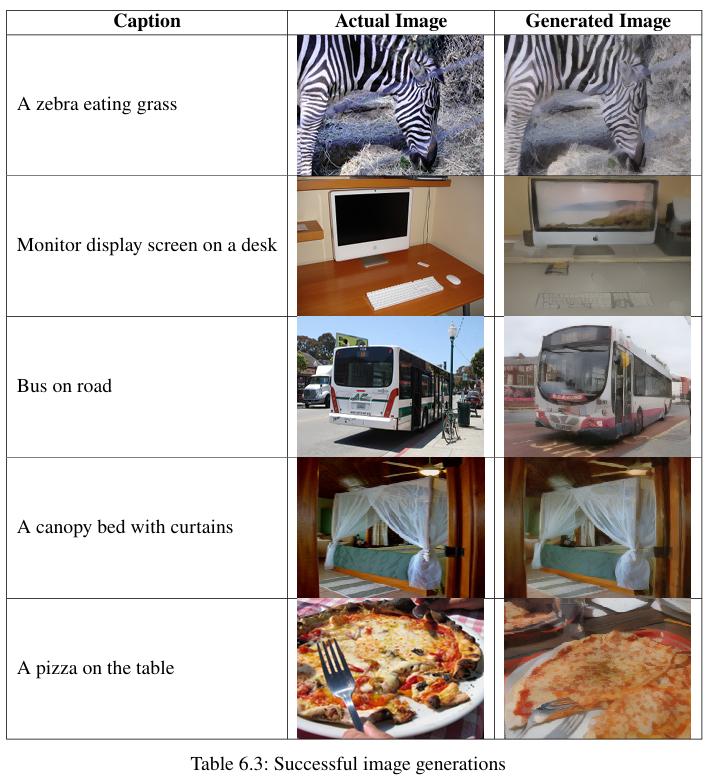 Caption Actual Image Generated Image
A zebra eating grass
Monitor display screen on a desk
Bus on road
A canopy bed with curtains
A pizza on the table
Table 6.3: Successful image generations